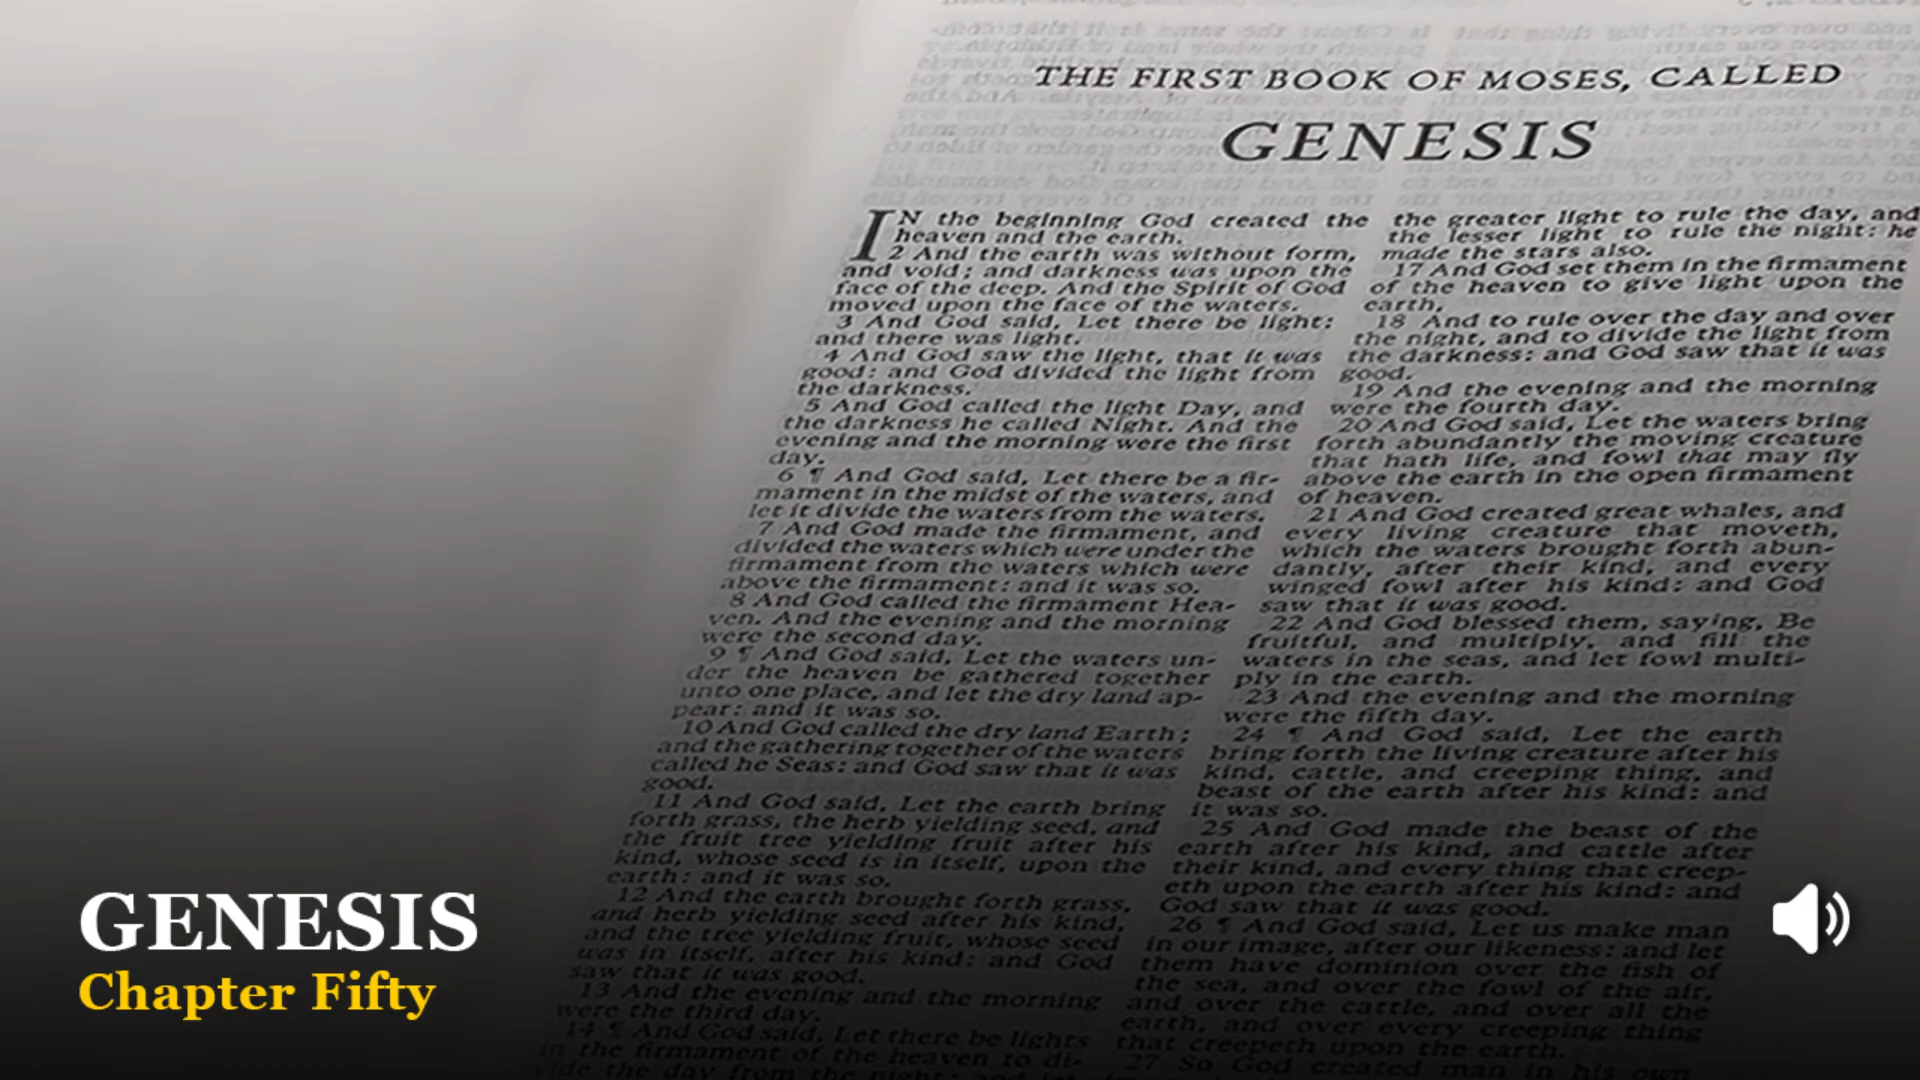 THE FIRST BOOK OF MOSES, CALLED
GENESIS
IN the beginning God created the
heaven and the earth.
2 And the earth was without form,
and void; and darkness was upon the
face of the deep. And the Spirit of God
moved upon the face of the waters.
3 And God said, Let there be light:
and there was light.
4 And God saw the light, that it was
good: and God divided the light from
the darkness.
5 And God called the light Day, and
the darkness he called Night. And the
evening and the morning were the first
day.
6 ¶ And God said, Let there be a fir-
mament in the midst of the waters, and
let it divide the waters from the waters.
7 And God made the firmament, and
divided the waters which were under the
firmament from the waters which were
above the firmament: and it was so.
8 And God called the firmament Hea-
ven. And the evening and the morning
were the second day.
9 ¶ And God said, Let the waters un-
der the heaven be gathered together
unto one place, and let the dry land ap-
pear: and it was so.
10 And God called the dry land Earth;
and the gathering together of the waters
called he Seas: and God saw that it was
good.
11 And God said, Let the earth bring
forth grass, the herb yielding seed, and
the fruit tree yielding fruit after his
kind, whose seed is in itself, upon the
earth: and it was so.
12 And the earth brought forth grass,
and herb yielding seed after his kind,
and the tree yielding fruit, whose seed
was in itself, after his kind: and God
saw that it was good.
13 And the evening and the morning
were the third day.
14 ¶ And God said, Let there be lights
in the firmament of the heaven to di-
vide the day from the night; and let
the greater light to rule the day, and
the lesser light to rule the night: he
made the stars also.
17 And God set them in the firmament
of the heaven to give light upon the
earth,
18 And to rule over the day and over
the night, and to divide the light from
the darkness: and God saw that it was
good.
19 And the evening and the morning
were the fourth day.
20 And God said, Let the waters bring
forth abundantly the moving creature
that hath life, and fowl that may fly
above the earth in the open firmament
of heaven.
21 And God created great whales, and
every living creature that moveth,
which the waters brought forth abun-
dantly, after their kind, and every
winged fowl after his kind: and God
saw that it was good.
22 And God blessed them, saying, Be
fruitful, and multiply, and fill the
waters in the seas, and let fowl multi-
ply in the earth.
23 And the evening and the morning
were the fifth day.
24 ¶ And God said, Let the earth
bring forth the living creature after his
kind, cattle, and creeping thing, and
beast of the earth after his kind: and
it was so.
25 And God made the beast of the
earth after his kind, and cattle after
their kind, and every thing that creep-
eth upon the earth after his kind: and
God saw that it was good.
26 ¶ And God said, Let us make man
in our image, after our likeness: and let
them have dominion over the fish of
the sea, and over the fowl of the air,
and over the cattle, and over all the
earth, and over every creeping thing
that creepeth upon the earth.
27 So God created man in his own
GENESIS
Chapter Fifty